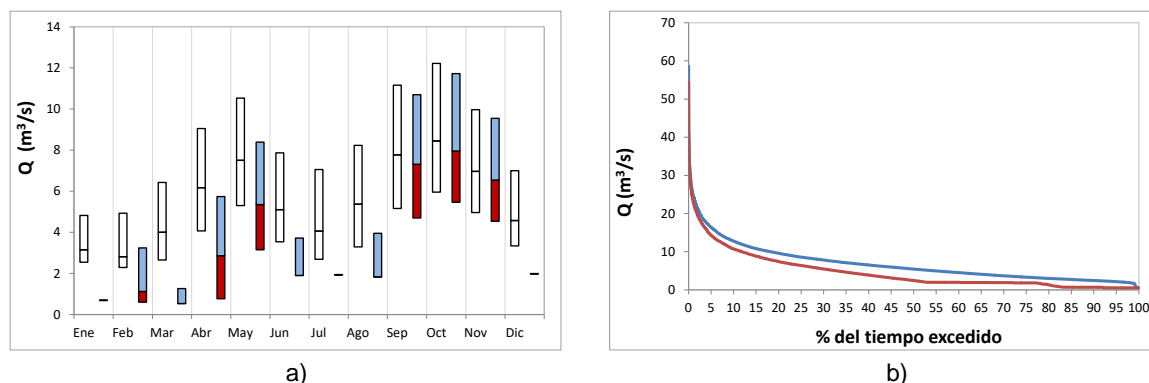 14
12
10
8
6
4
2
0
Q (m³/s)
Ene Feb Mar Abr May Jun Jul Ago Sep Oct Nov Dic
a)
70
60
50
40
30
20
10
0
Q (m³/s)
0 5 10 15 20 25 30 35 40 45 50 55 60 65 70 75 80 85 90 95 100
% del tiempo excedido
b)